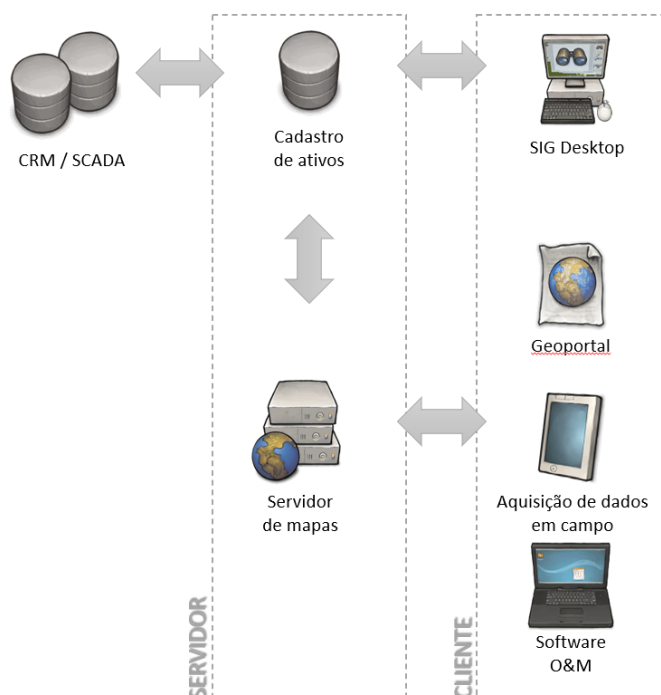 CRM / SCADA
Cadastro
de ativos
SIG Desktop
Geoportal
Servidor
de mapas
Aquisição de dados
em campo
Software
O&M
SERVIDOR
CLIENTE